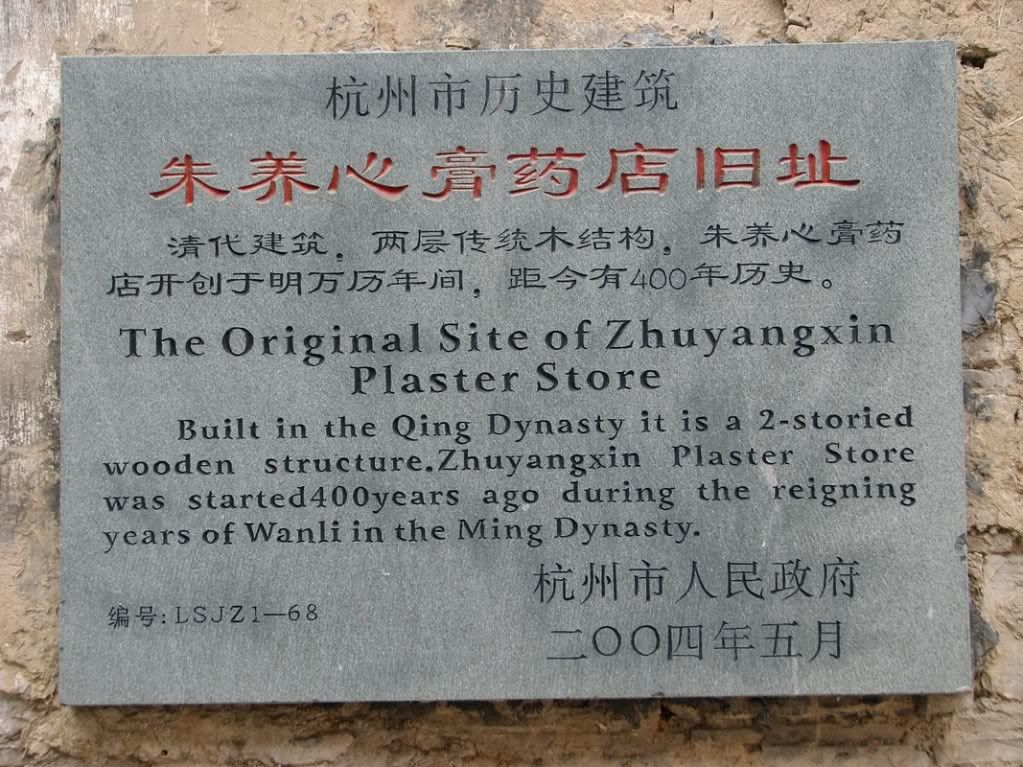 杭州市历史建筑
朱养心膏药店旧址
清代建筑，两层传统木结构，朱养心膏药
店开创于明万历年间，距今有400年历史。
The Original Site of Zhuyangxin
Plaster Store
Built in the Qing Dynasty it is a 2-storied
wooden structure.Zhuyangxin Plaster Store
was started400years ago during the reigning
years of Wanli in the Ming Dynasty.
杭州市人民政府
编号:LSJZ1—68
二〇〇四年五月